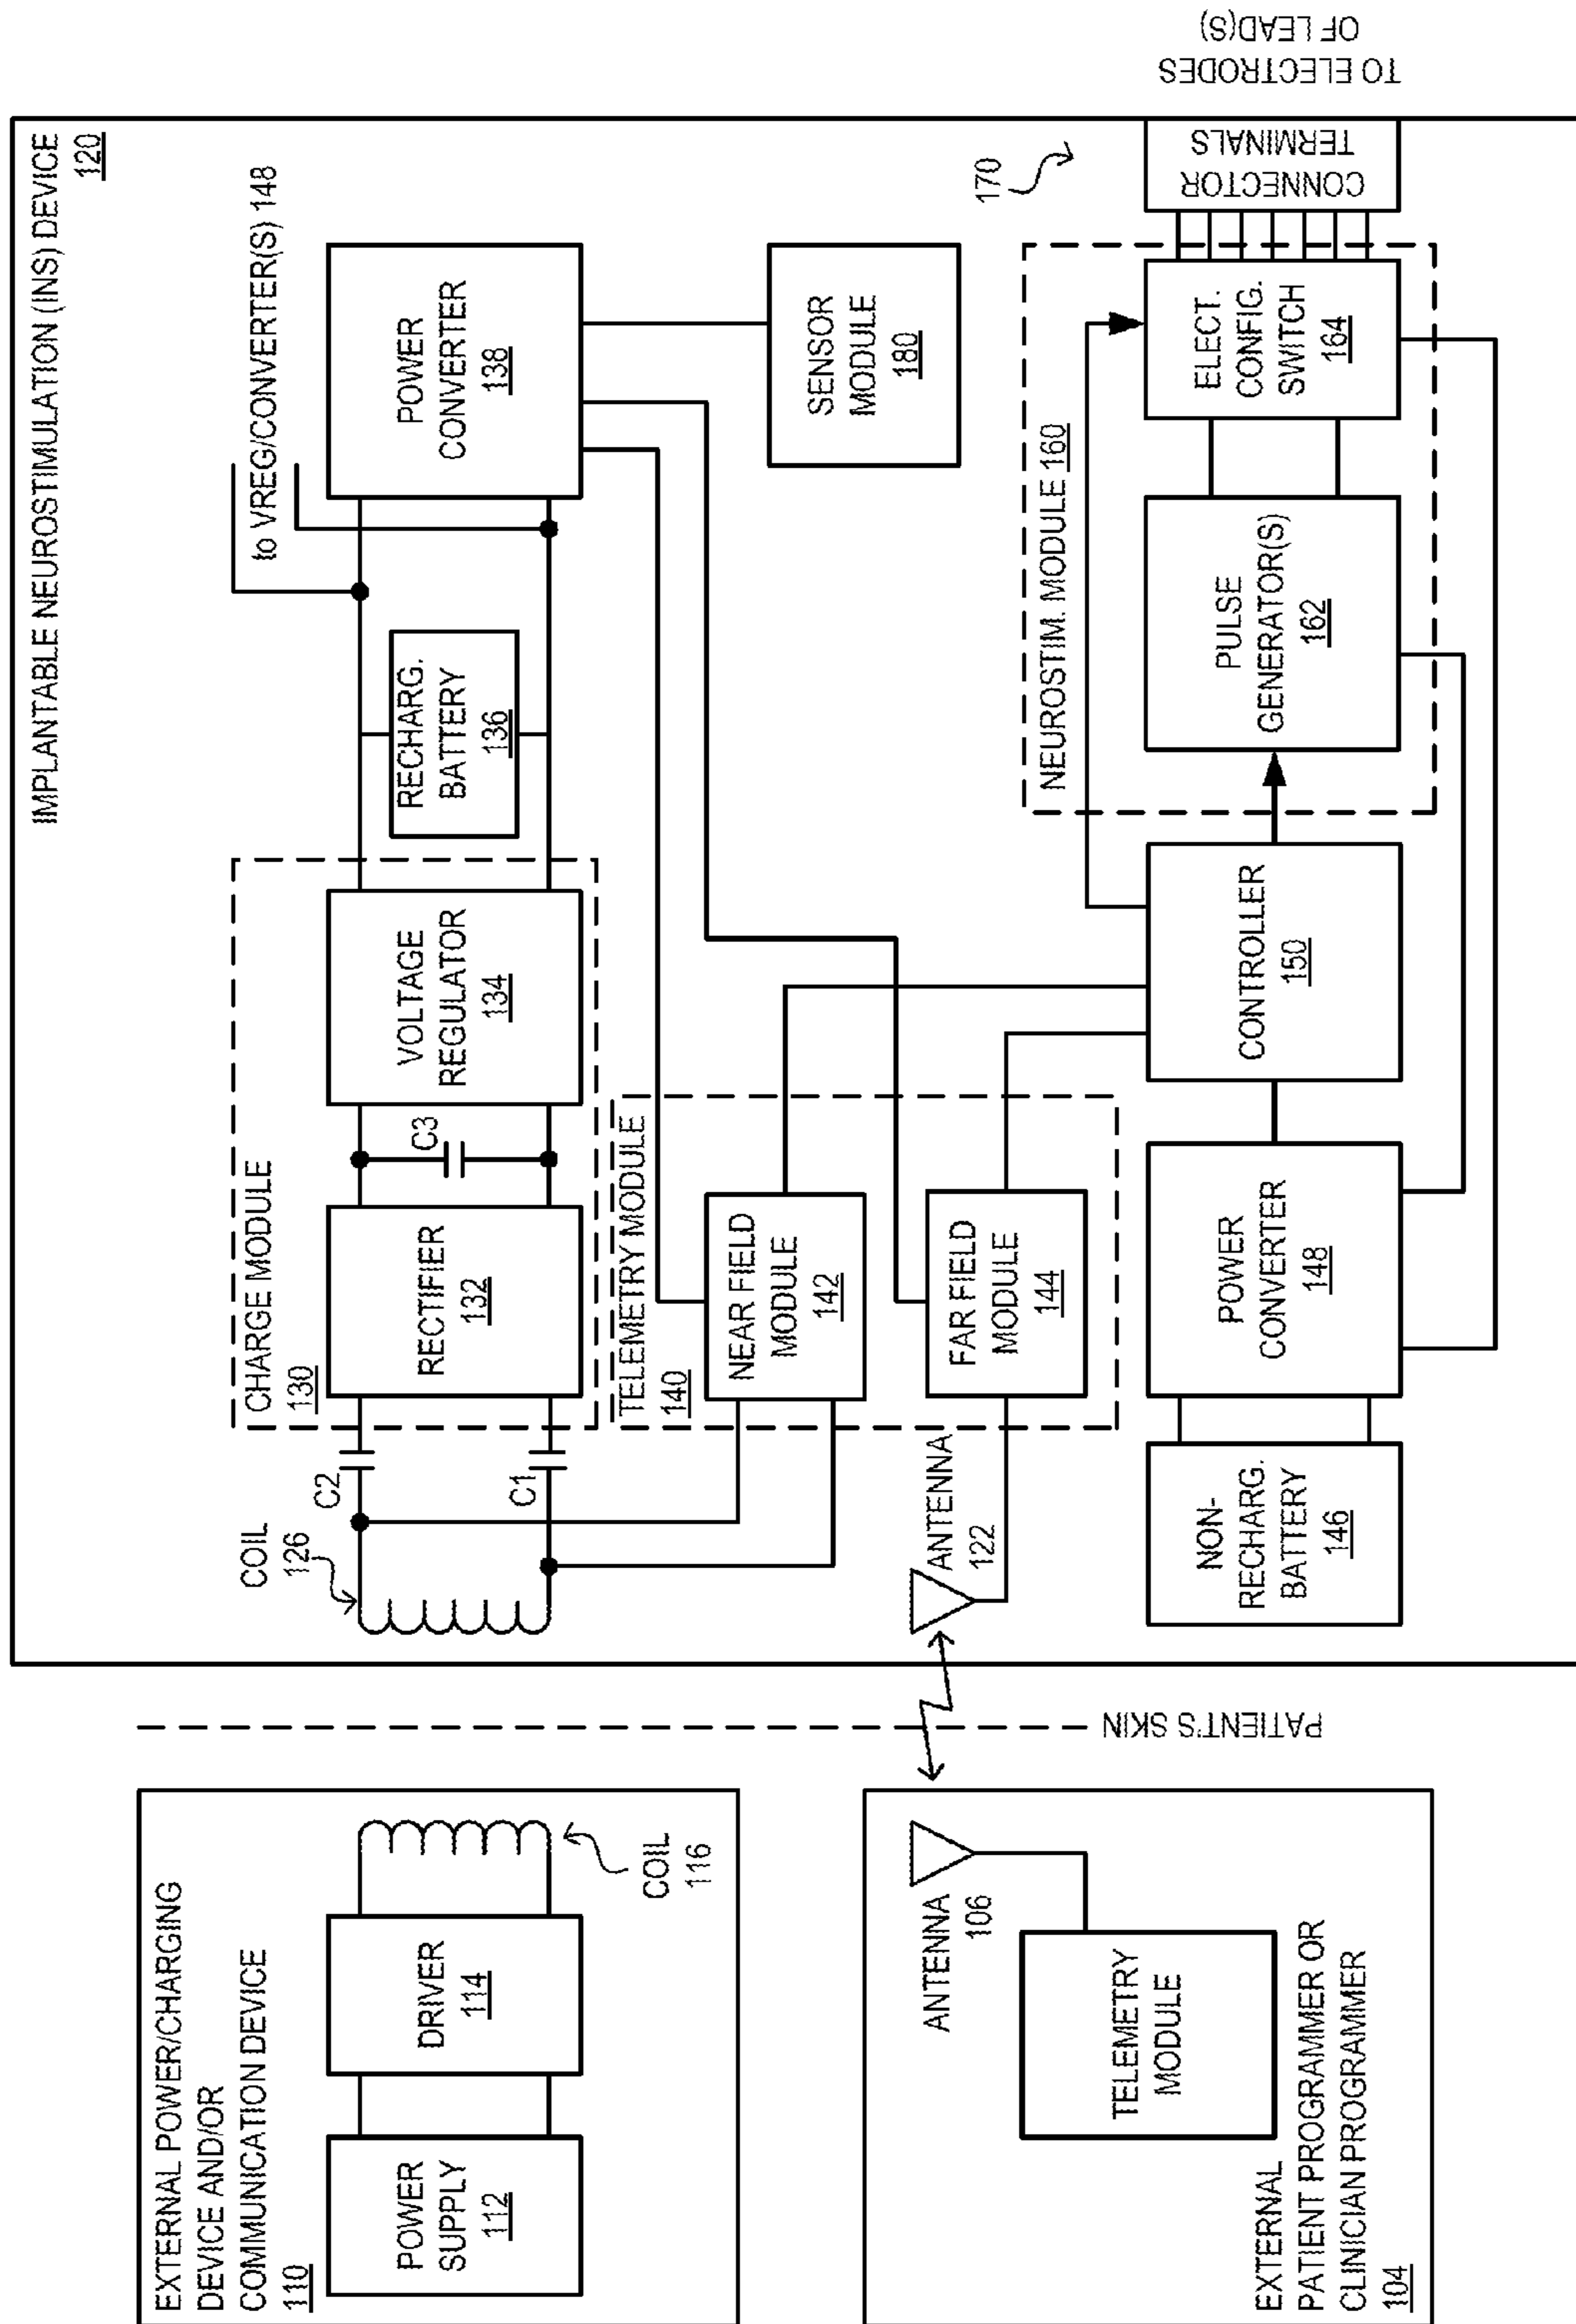 EXTERNAL POWER/CHARGING
DEVICE AND/OR
COMMUNICATION DEVICE
110
POWER
SUPPLY
112
DRIVER
114
COIL
116
EXTERNAL
PATIENT PROGRAMMER OR
CLINICIAN PROGRAMMER
104
TELEMETRY
MODULE
ANTENNA
106
PATIENT'S SKIN
IMPLANTABLE NEUROSTIMULATION (INS) DEVICE
120
COIL
126
C2
C1
CHARGE MODULE
130
RECTIFIER
132
C3
VOLTAGE
REGULATOR
134
RECHARG.
BATTERY
136
to VREG/CONVERTER(S) 148
POWER
CONVERTER
138
TELEMETRY MODULE
140
NEAR FIELD
MODULE
142
FAR FIELD
MODULE
144
ANTENNA
122
SENSOR
MODULE
180
NON-
RECHARG.
BATTERY
146
POWER
CONVERTER
148
CONTROLLER
150
NEUROSTIM. MODULE 160
PULSE
GENERATOR(S)
162
ELECT.
CONFIG.
SWITCH
164
170
CONNECTOR
TERMINALS
TO ELECTRODES
OF LEAD(S)